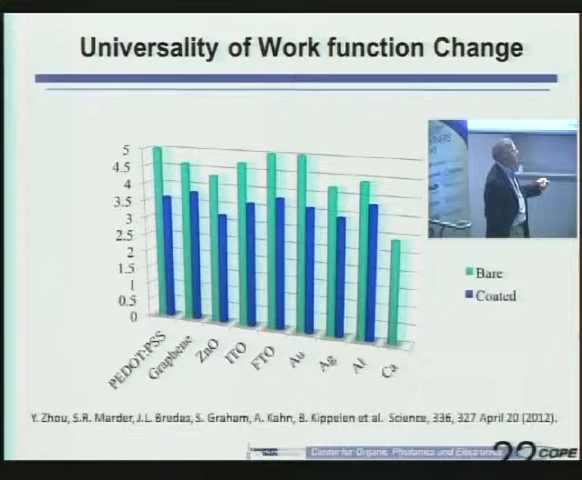 Universality of Work function Change
5
4.5
4
3.5
3
2.5
2
1.5
1
0.5
0
PEDOT:PSS
Graphene
ZnO
ITO
FTO
Au
Ag
Al
Ca
Bare
Coated
Y. Zhou, S.R. Marder, J.L. Bredas, S. Graham, A. Kahn, B. Kippelen et al. Science, 336, 327 April 20 (2012).
Center for Organic Photonics and Electronics
COPE